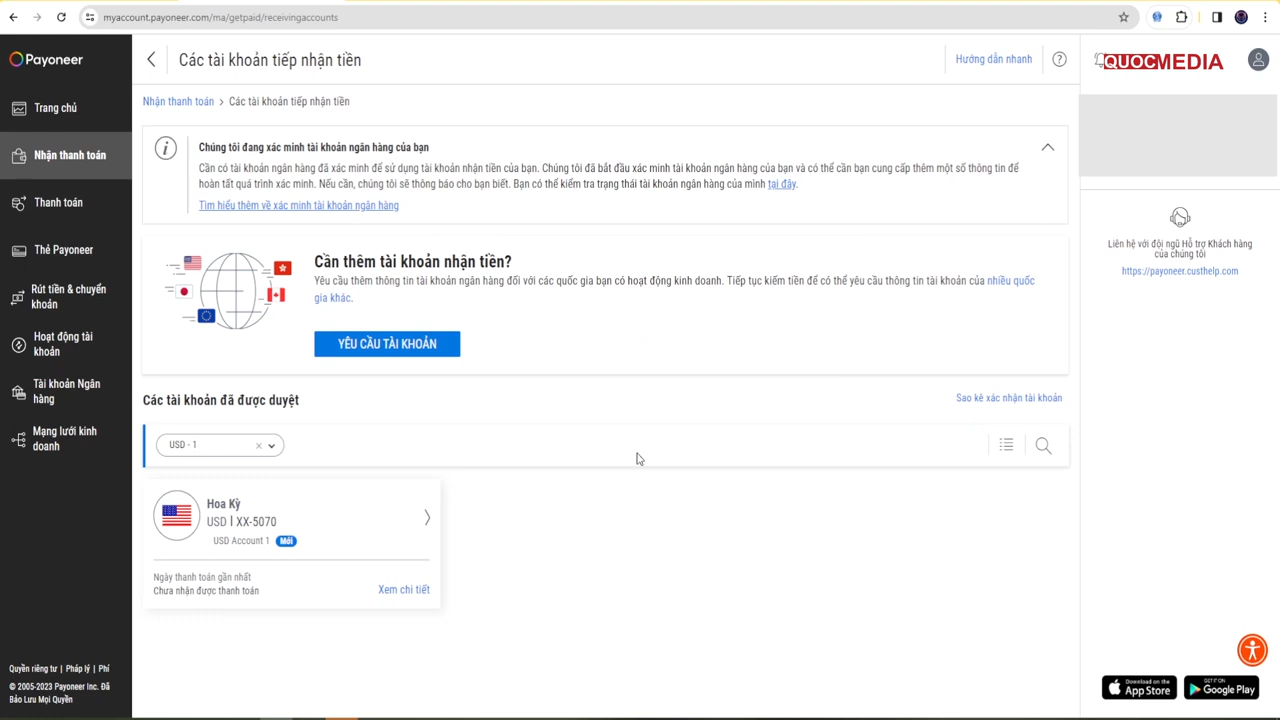 myaccount.payoneer.com/ma/getpaid/receivingaccounts
Payoneer
Trang chủ
Nhận thanh toán
Thanh toán
Thẻ Payoneer
Rút tiền & chuyển
khoản
Hoạt động tài
khoản
Tài khoản Ngân
hàng
Mạng lưới kinh
doanh
Quyền riêng tư | Pháp lý | Phí
© 2005-2023 Payoneer Inc. Đã
Bảo Lưu Mọi Quyền
Các tài khoản tiếp nhận tiền
Hướng dẫn nhanh
?
Nhận thanh toán > Các tài khoản tiếp nhận tiền
i
Chúng tôi đang xác minh tài khoản ngân hàng của bạn
Cần có tài khoản ngân hàng đã xác minh để sử dụng tài khoản nhận tiền của bạn. Chúng tôi đã bắt đầu xác minh tài khoản ngân hàng của bạn và có thể cần bạn cung cấp thêm một số thông tin để
hoàn tất quá trình xác minh. Nếu cần, chúng tôi sẽ thông báo cho bạn biết. Bạn có thể kiểm tra trạng thái tài khoản ngân hàng của mình tại đây.
Tìm hiểu thêm về xác minh tài khoản ngân hàng
Cần thêm tài khoản nhận tiền?
Yêu cầu thêm thông tin tài khoản ngân hàng đối với các quốc gia bạn có hoạt động kinh doanh. Tiếp tục kiếm tiền để có thể yêu cầu thông tin tài khoản của nhiều quốc
gia khác.
YÊU CẦU TÀI KHOẢN
Các tài khoản đã được duyệt
Sao kê xác nhận tài khoản
USD - 1
Hoa Kỳ
USD | XX-5070
USD Account 1 Mới
Ngày thanh toán gần nhất
Chưa nhận được thanh toán
Xem chi tiết
QUOCMEDIA
Liên hệ với đội ngũ Hỗ trợ Khách hàng
của chúng tôi
https://payoneer.custhelp.com
Download on the
App Store
GET IT ON
Google Play